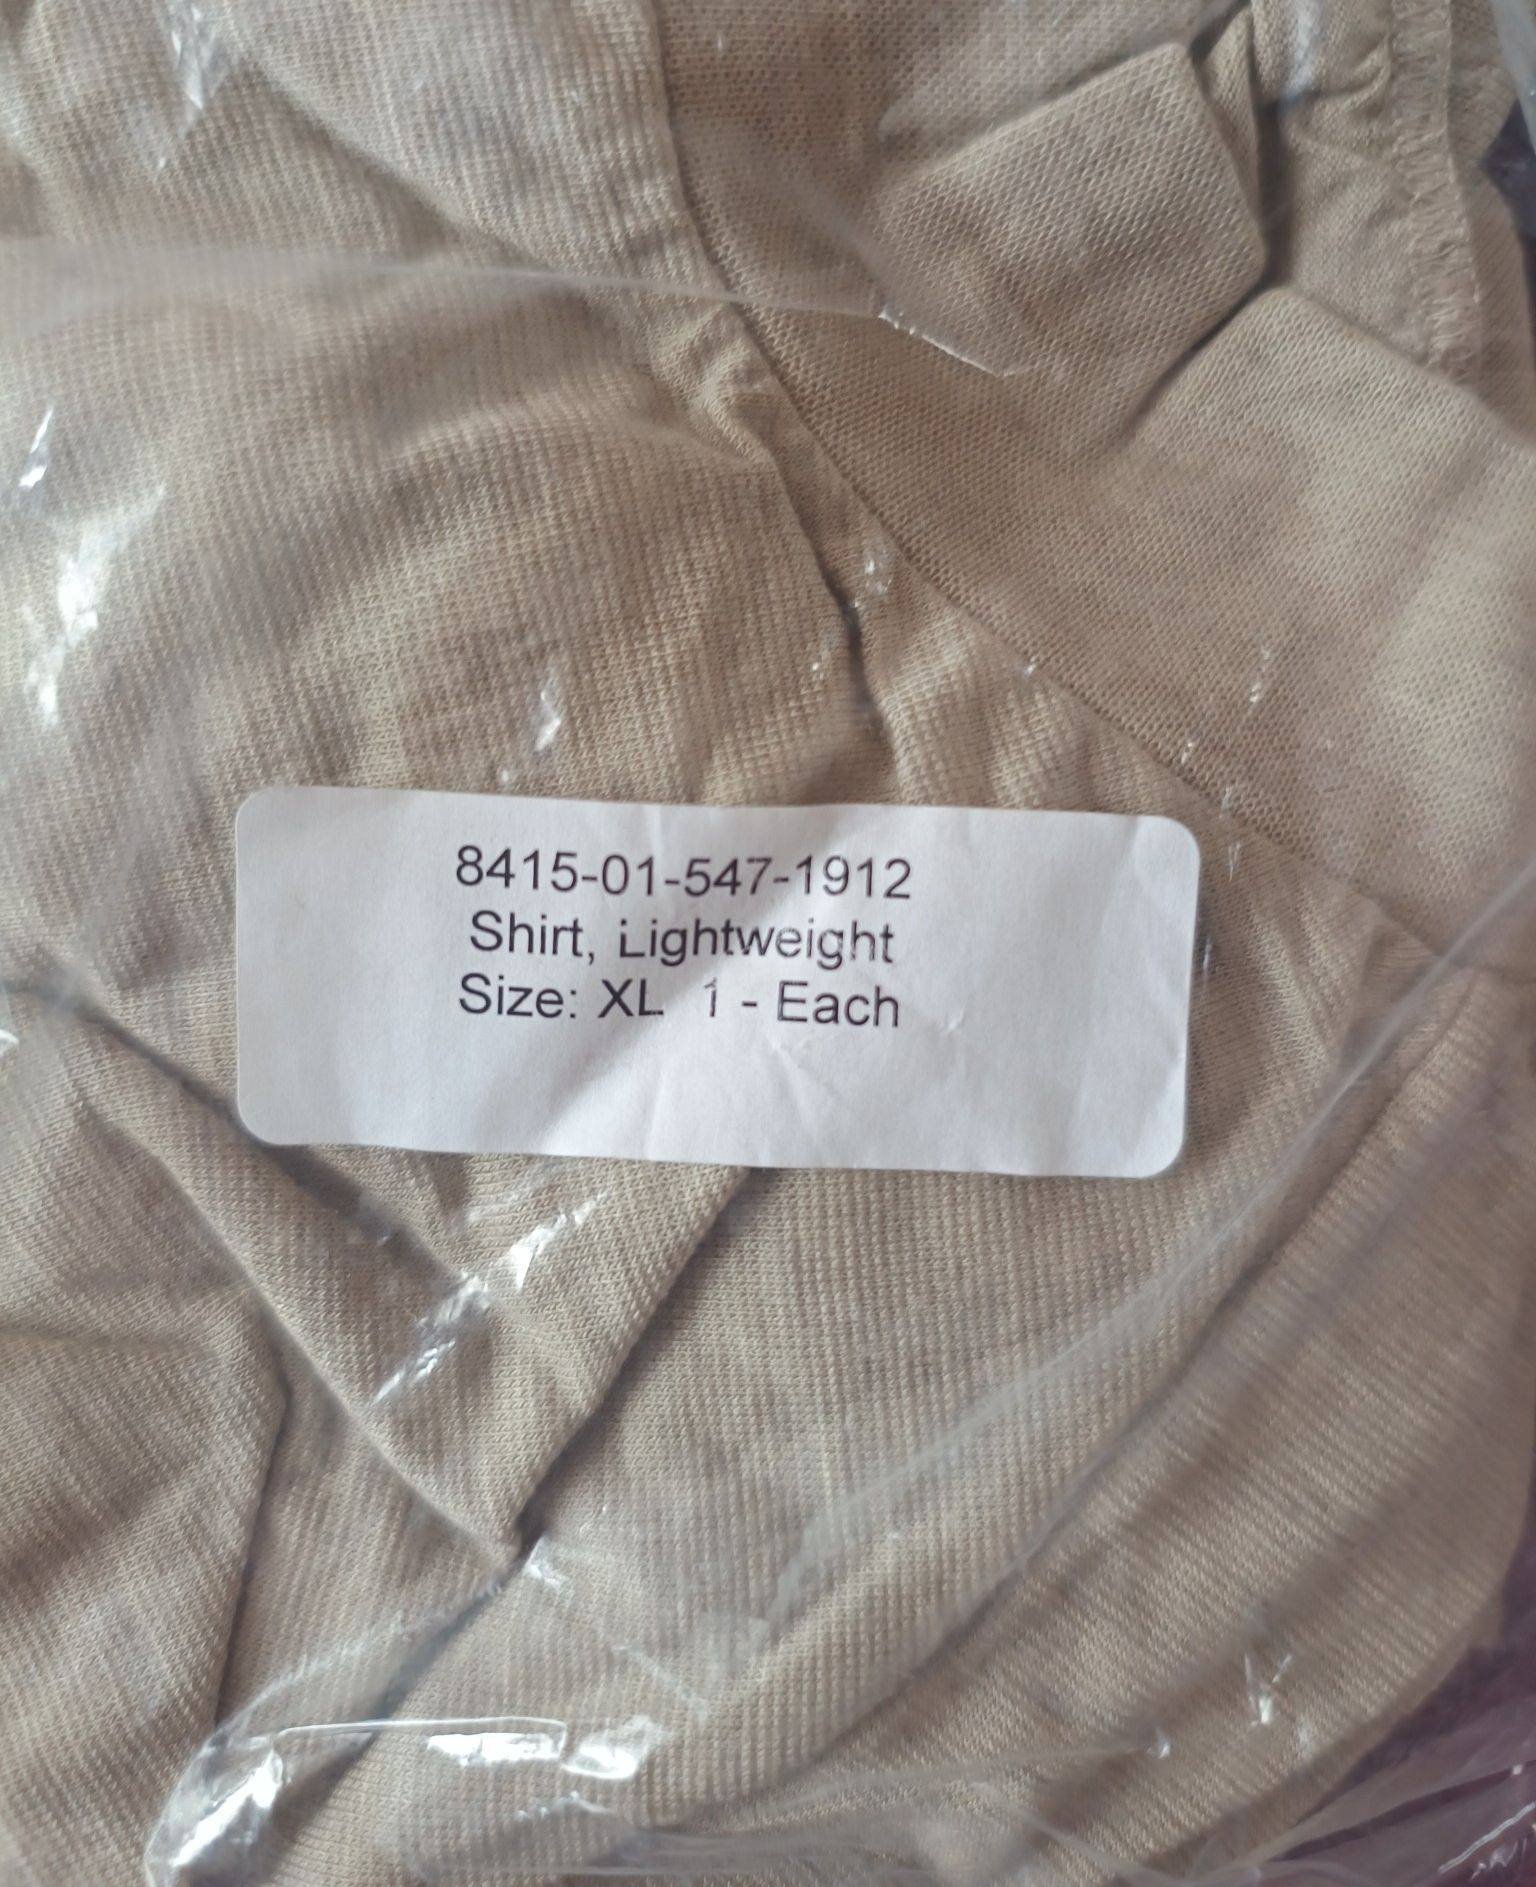 8415-01-547-1912
Shirt, Lightweight
Size: XL 1 - Each